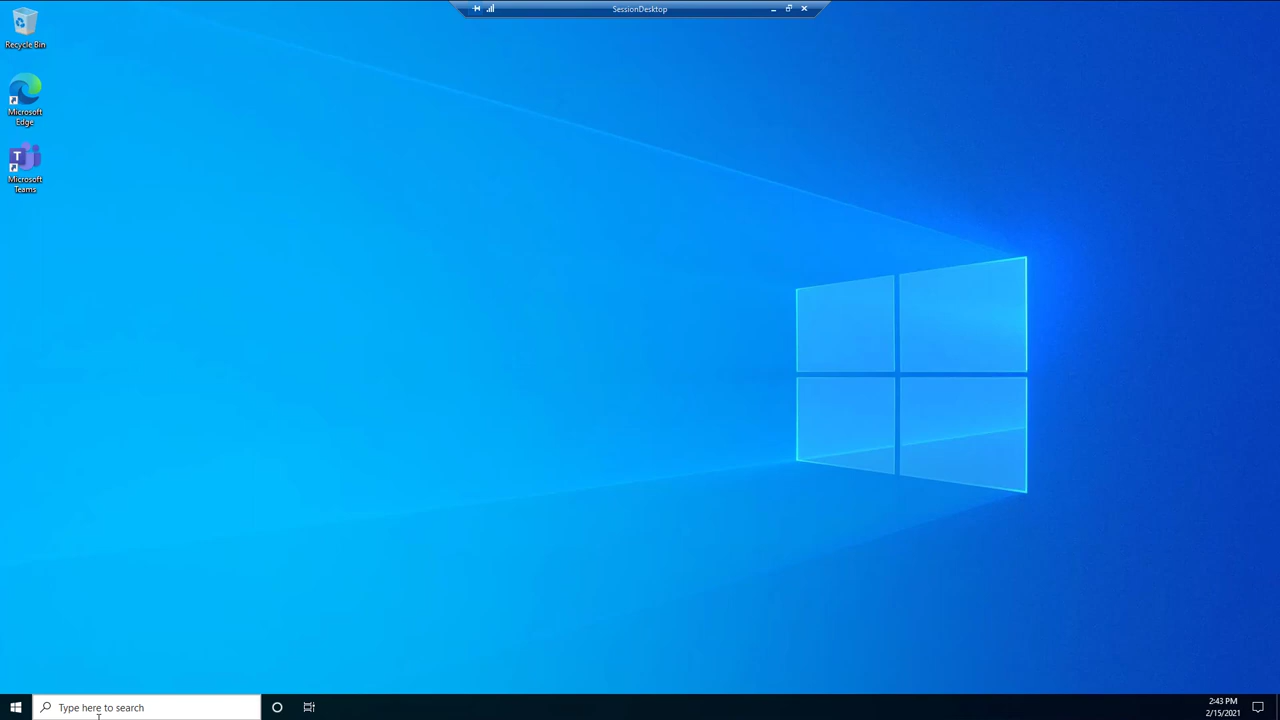 SessionDesktop
Recycle Bin
Microsoft
Edge
T
Microsoft
Teams
Type here to search
2:43 PM
2/15/2021